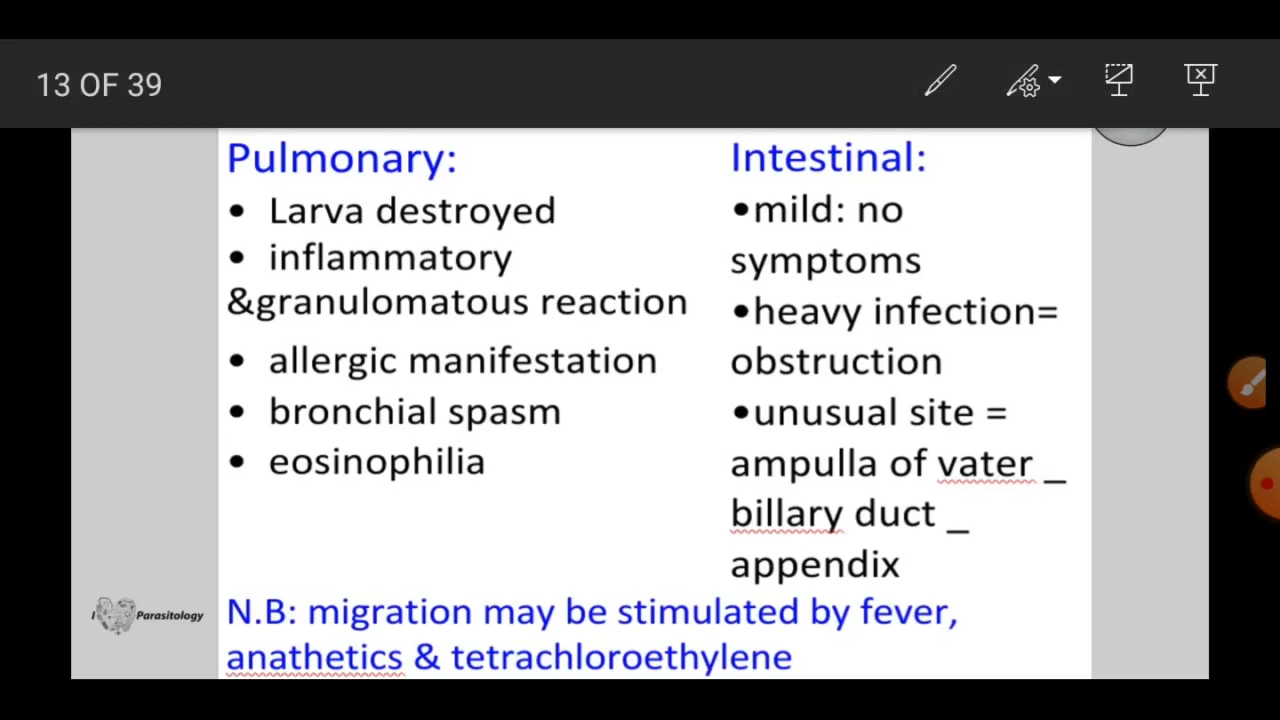 13 OF 39
Pulmonary:
• Larva destroyed
• inflammatory
&granulomatous reaction
• allergic manifestation
• bronchial spasm
• eosinophilia
Intestinal:
•mild: no
symptoms
•heavy infection=
obstruction
•unusual site =
ampulla of vater _
billary duct _
appendix
I Parasitology
N.B: migration may be stimulated by fever,
anathetics & tetrachloroethylene